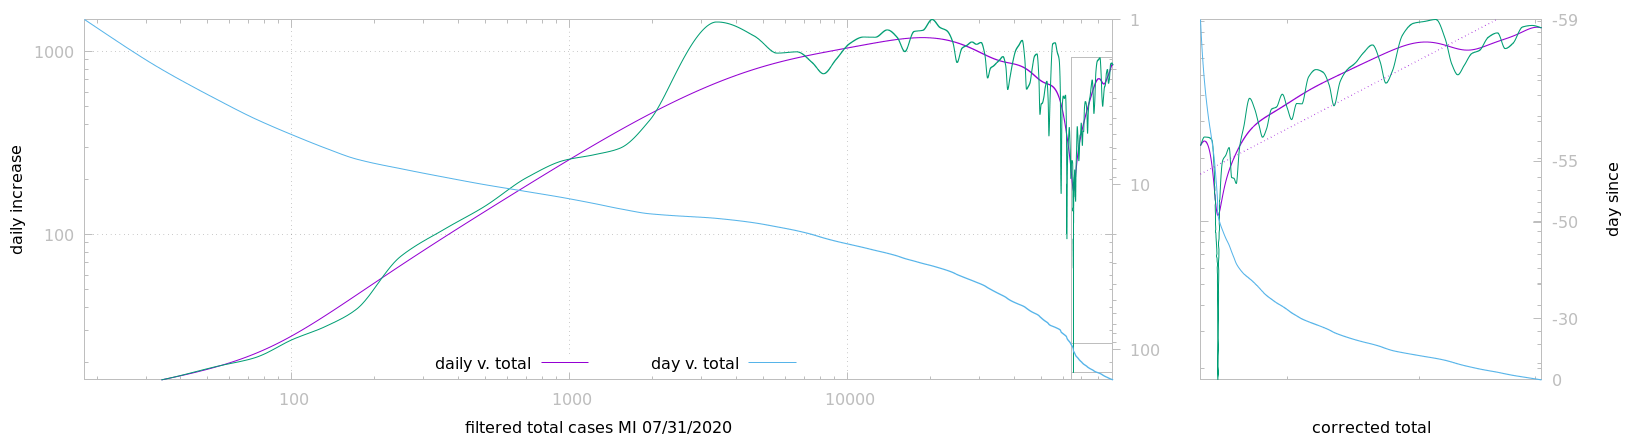 1000
100
daily increase
100
1000
10000
filtered total cases MI 07/31/2020
daily v. total
day v. total
1
10
100
-59
-55
-50
-30
0
day since
corrected total